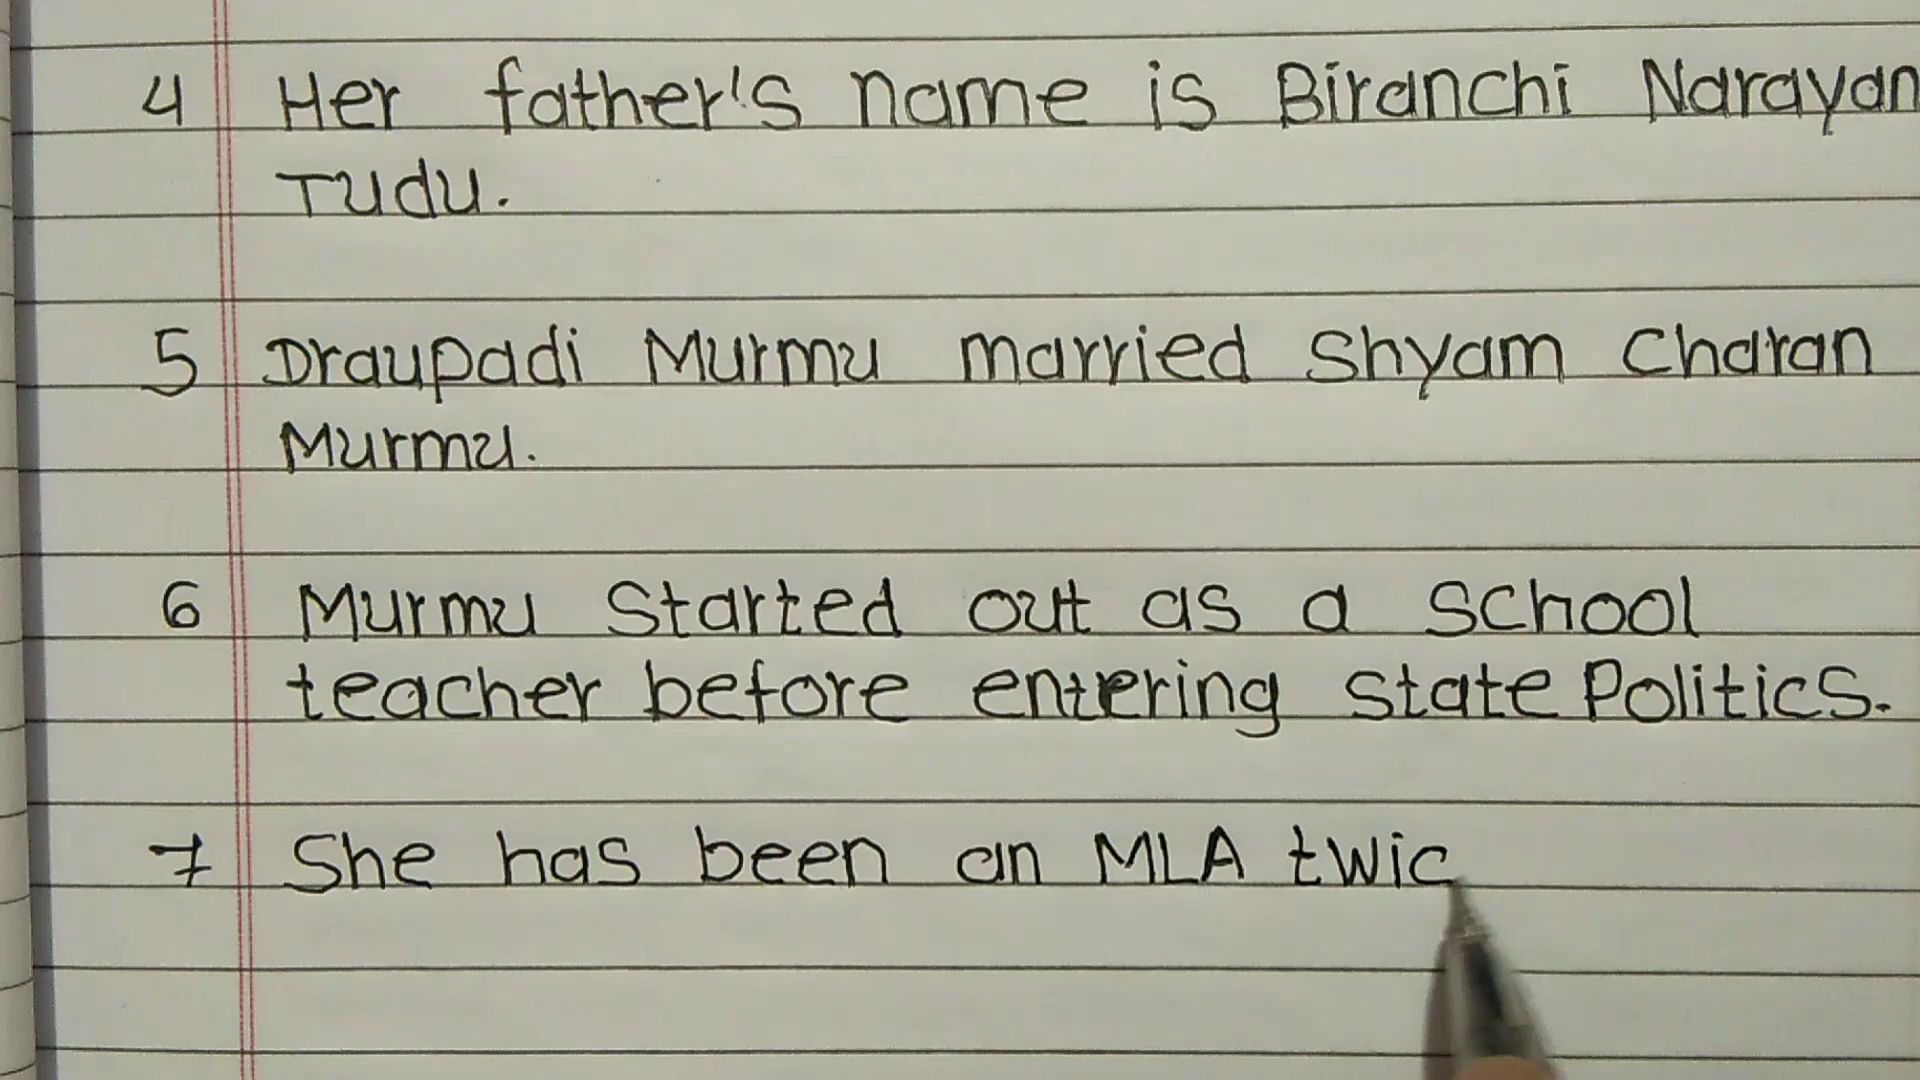 4 Her father's name is Biranchi Narayan
Tudu.
5 Draupadi Murmu married Shyam Charan
Murmu.
6 Murmu Started out as a school
teacher before entering state Politics.
7 She has been an MLA twic